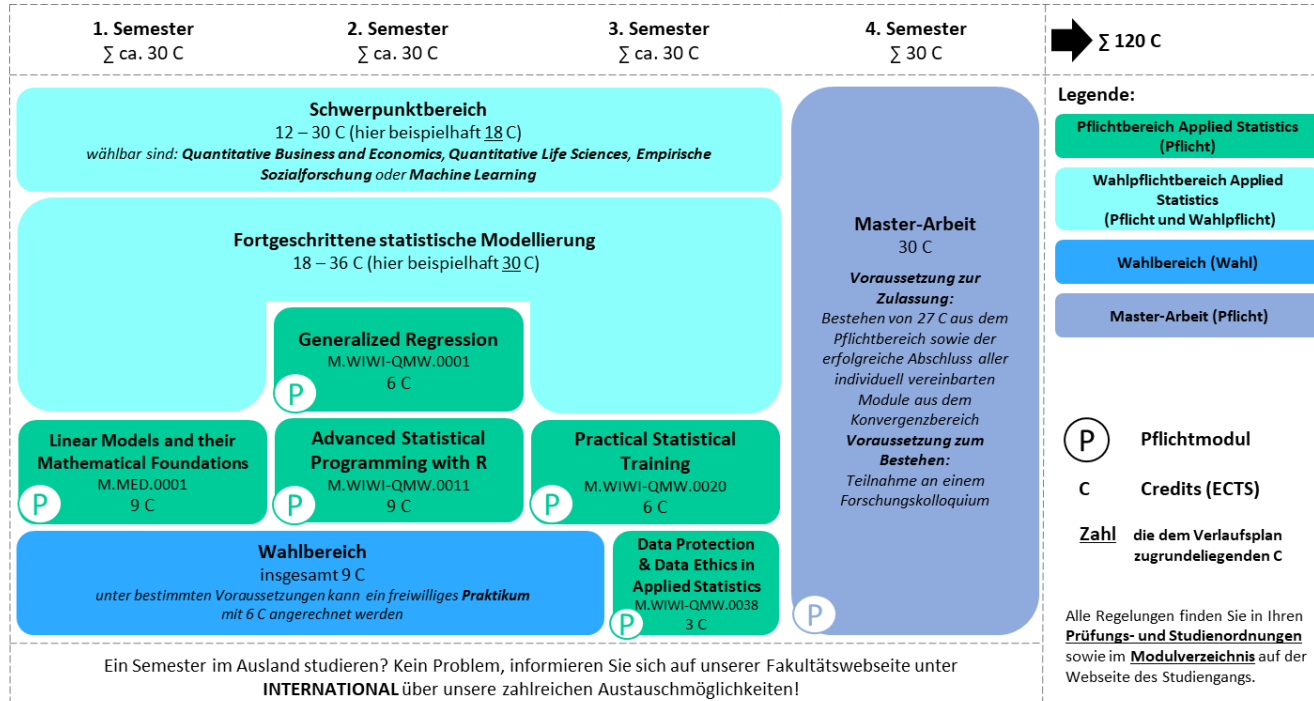 1. Semester
∑ ca. 30 C
2. Semester
∑ ca. 30 C
3. Semester
∑ ca. 30 C
4. Semester
∑ 30 C
∑ 120 C
Schwerpunktbereich
12 – 30 C (hier beispielhaft 18 C)
wählbar sind: Quantitative Business and Economics, Quantitative Life Sciences, Empirische
Sozialforschung oder Machine Learning
Fortgeschrittene statistische Modellierung
18 – 36 C (hier beispielhaft 30 C)
Generalized Regression
M.WIWI-QMW.0001
6 C
P
Linear Models and their
Mathematical Foundations
M.MED.0001
9 C
P
Advanced Statistical
Programming with R
M.WIWI-QMW.0011
9 C
P
Practical Statistical
Training
M.WIWI-QMW.0020
6 C
P
Wahlbereich
insgesamt 9 C
unter bestimmten Voraussetzungen kann ein freiwilliges Praktikum
mit 6 C angerechnet werden
Data Protection
& Data Ethics in
Applied Statistics
M.WIWI-QMW.0038
3 C
P
Master-Arbeit
30 C
Voraussetzung zur
Zulassung:
Bestehen von 27 C aus dem
Pflichtbereich sowie der
erfolgreiche Abschluss aller
individuell vereinbarten
Module aus dem
Konvergenzbereich
Voraussetzung zum
Bestehen:
Teilnahme an einem
Forschungskolloquium
P
Legende:
Pflichtbereich Applied Statistics
(Pflicht)
Wahlpflichtbereich Applied
Statistics
(Pflicht und Wahlpflicht)
Wahlbereich (Wahl)
Master-Arbeit (Pflicht)
P Pflichtmodul
C Credits (ECTS)
Zahl die dem Verlaufsplan
zugrundeliegenden C
Alle Regelungen finden Sie in Ihren
Prüfungs- und Studienordnungen
sowie im Modulverzeichnis auf der
Webseite des Studiengangs.
Ein Semester im Ausland studieren? Kein Problem, informieren Sie sich auf unserer Fakultätswebseite unter
INTERNATIONAL über unsere zahlreichen Austauschmöglichkeiten!